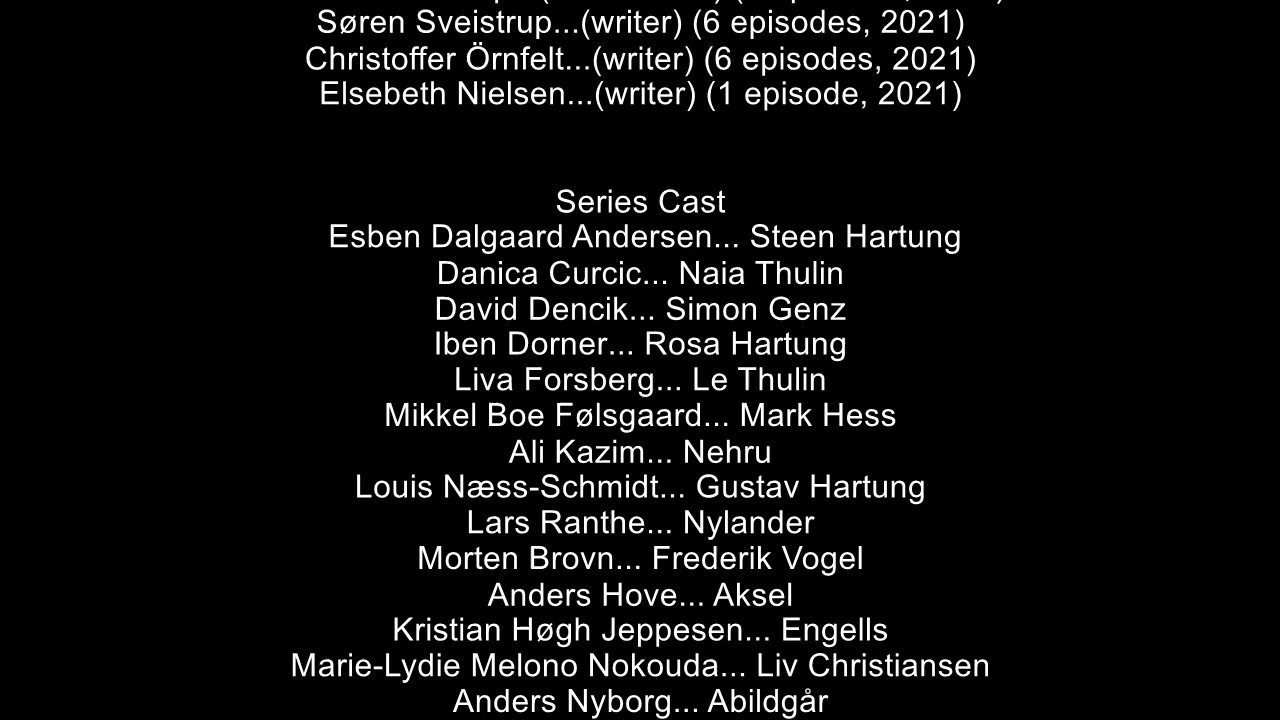 Søren Sveistrup...(writer) (6 episodes, 2021)
Christoffer Örnfelt...(writer) (6 episodes, 2021)
Elsebeth Nielsen...(writer) (1 episode, 2021)
Series Cast
Esben Dalgaard Andersen... Steen Hartung
Danica Curcic... Naia Thulin
David Dencik... Simon Genz
Iben Dorner... Rosa Hartung
Liva Forsberg... Le Thulin
Mikkel Boe Følsgaard... Mark Hess
Ali Kazim... Nehru
Louis Næss-Schmidt... Gustav Hartung
Lars Ranthe... Nylander
Morten Brovn... Frederik Vogel
Anders Hove... Aksel
Kristian Høgh Jeppesen... Engells
Marie-Lydie Melono Nokouda... Liv Christiansen
Anders Nyborg... Abildgår